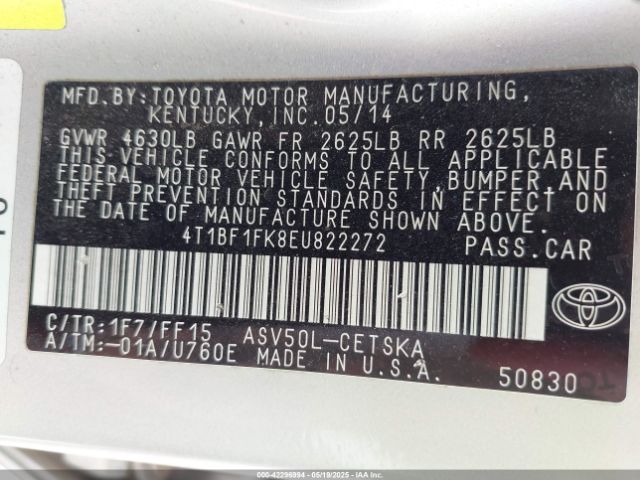 MFD.BY:TOYOTA MOTOR MANUFACTURING,
KENTUCKY,INC.05/14
GVWR 4630LB GAWR FR 2625LB RR 2625LB
THIS VEHICLE CONFORMS TO ALL APPLICABLE
FEDERAL MOTOR VEHICLE SAFETY,BUMPER,AND
THEFT PREVENTION STANDARDS IN EFFECT ON
THE DATE OF MANUFACTURE SHOWN ABOVE.
4T1BF1FK8EU822272 PASS.CAR
C/TR:1F7/FF15 ASV50L-CETSKA
A/TM:-01A/U760E MADE IN U.S.A. 50830
000-42296994 - 05/19/2025 - IAAI.COM